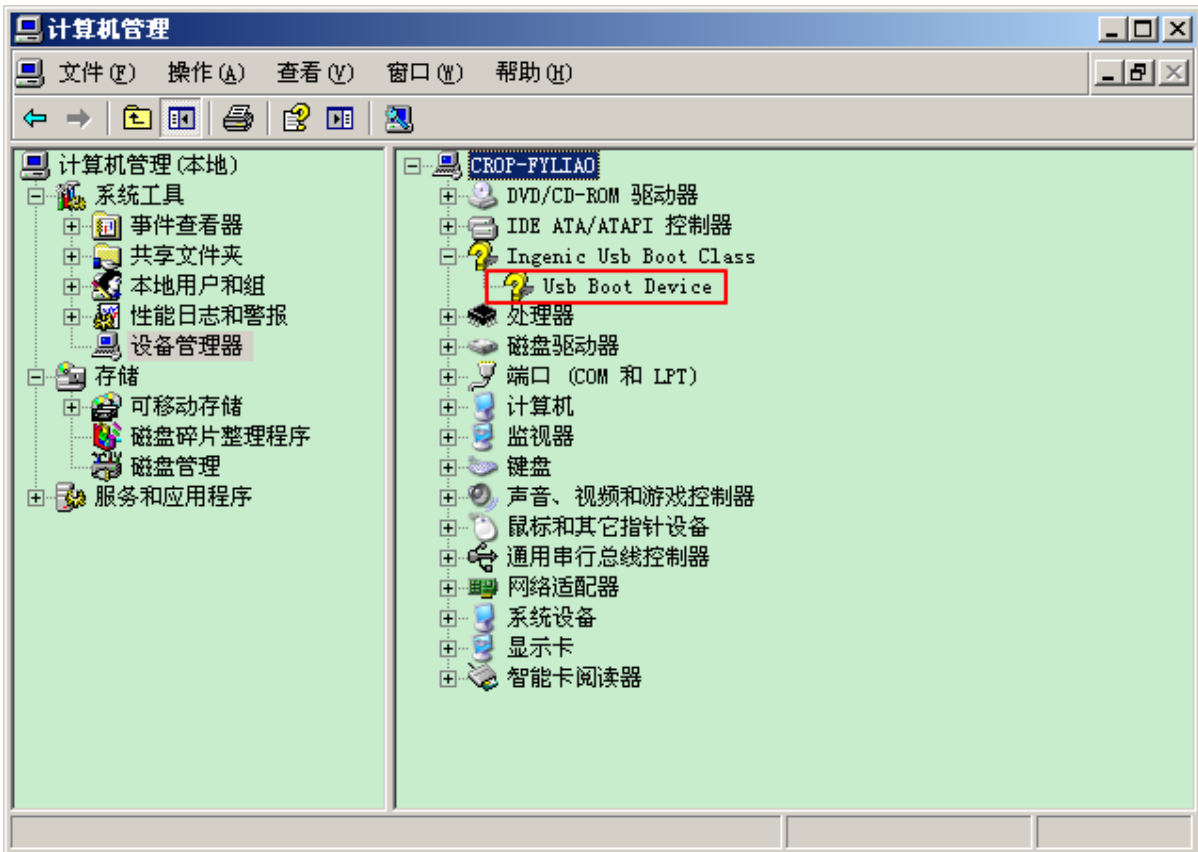 计算机管理
文件(F) 操作(A) 查看(V) 窗口(W) 帮助(H)
计算机管理(本地)
系统工具
事件查看器
共享文件夹
本地用户和组
性能日志和警报
设备管理器
存储
可移动存储
磁盘碎片整理程序
磁盘管理
服务和应用程序
CROP-FYLIAO
DVD/CD-ROM 驱动器
IDE ATA/ATAPI 控制器
Ingenic Usb Boot Class
Usb Boot Device
处理器
磁盘驱动器
端口 (COM 和 LPT)
计算机
监视器
键盘
声音、视频和游戏控制器
鼠标和其它指针设备
通用串行总线控制器
网络适配器
系统设备
显示卡
智能卡阅读器